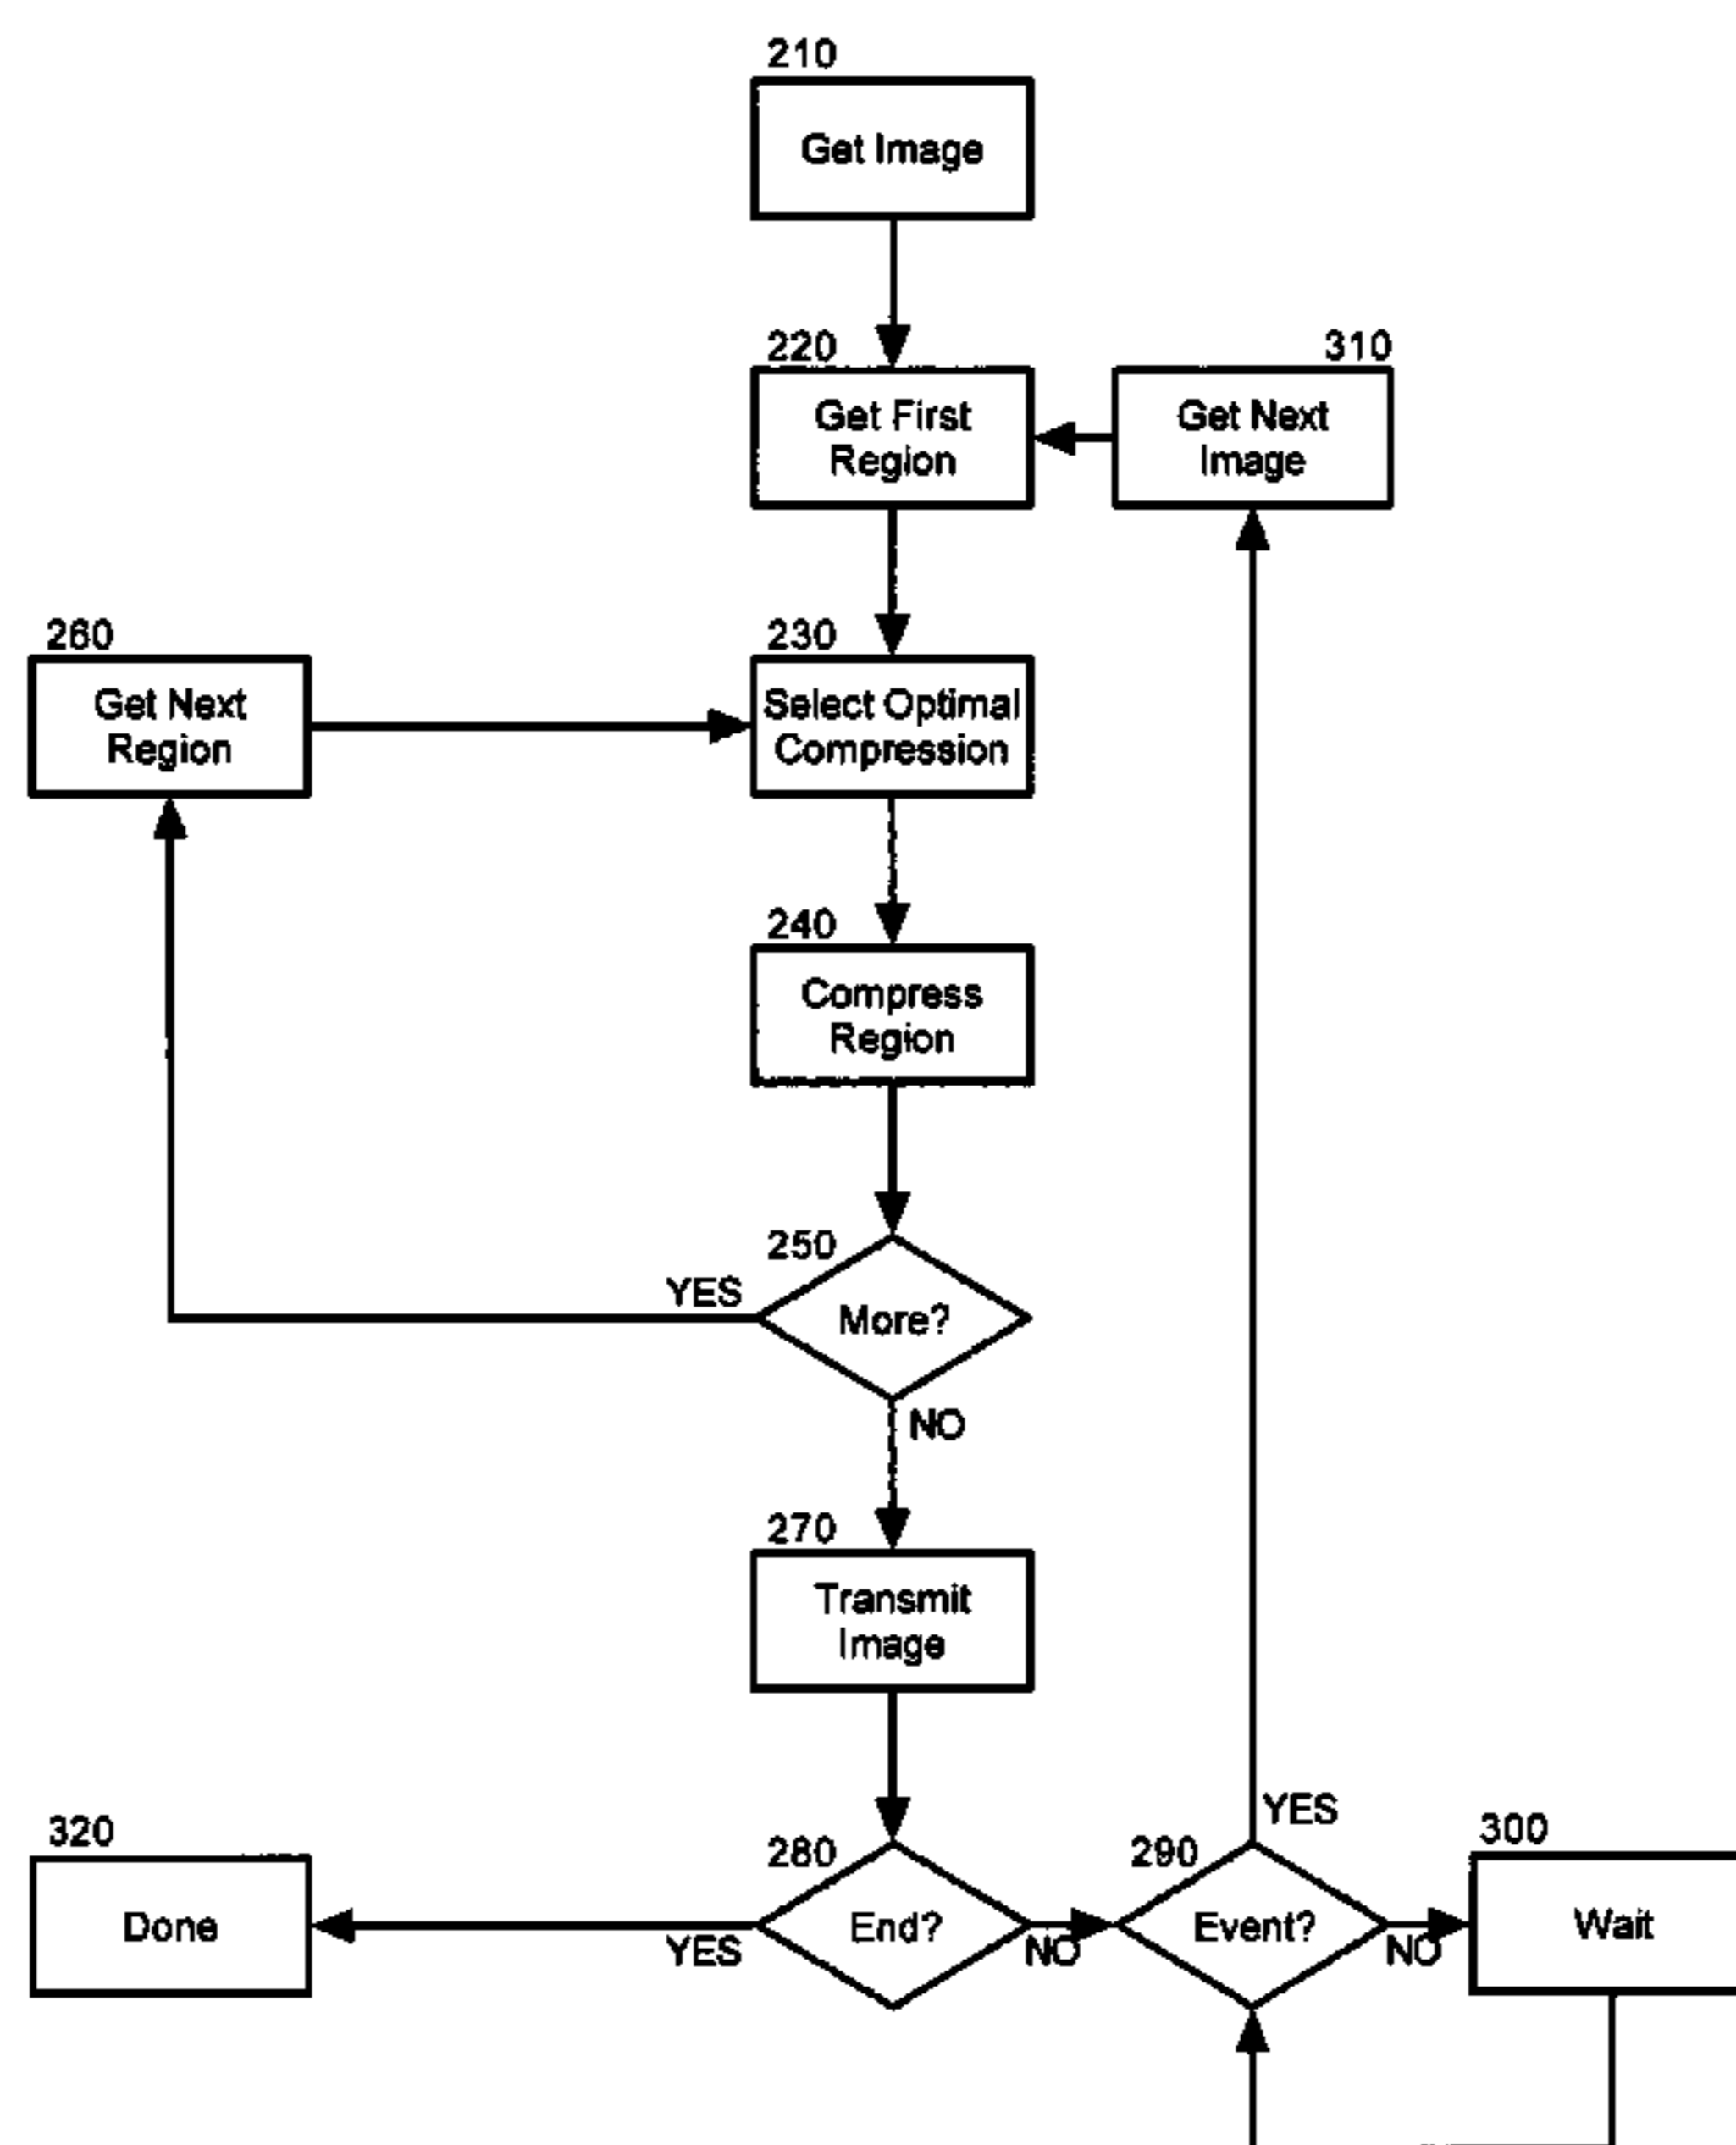 210
Get Image
220
Get First
Region
310
Get Next
Image
260
Get Next
Region
230
Select Optimal
Compression
240
Compress
Region
250
YES
More?
NO
270
Transmit
Image
YES
320
Done
YES
280
End?
NO
290
Event?
NO
300
Wait